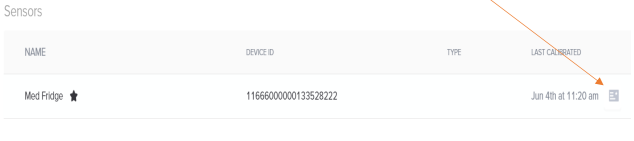 Sensors
NAME DEVICE ID TYPE LAST CALIBRATED
Med Fridge 11666000000133528222 Jun 4th at 11:20 am